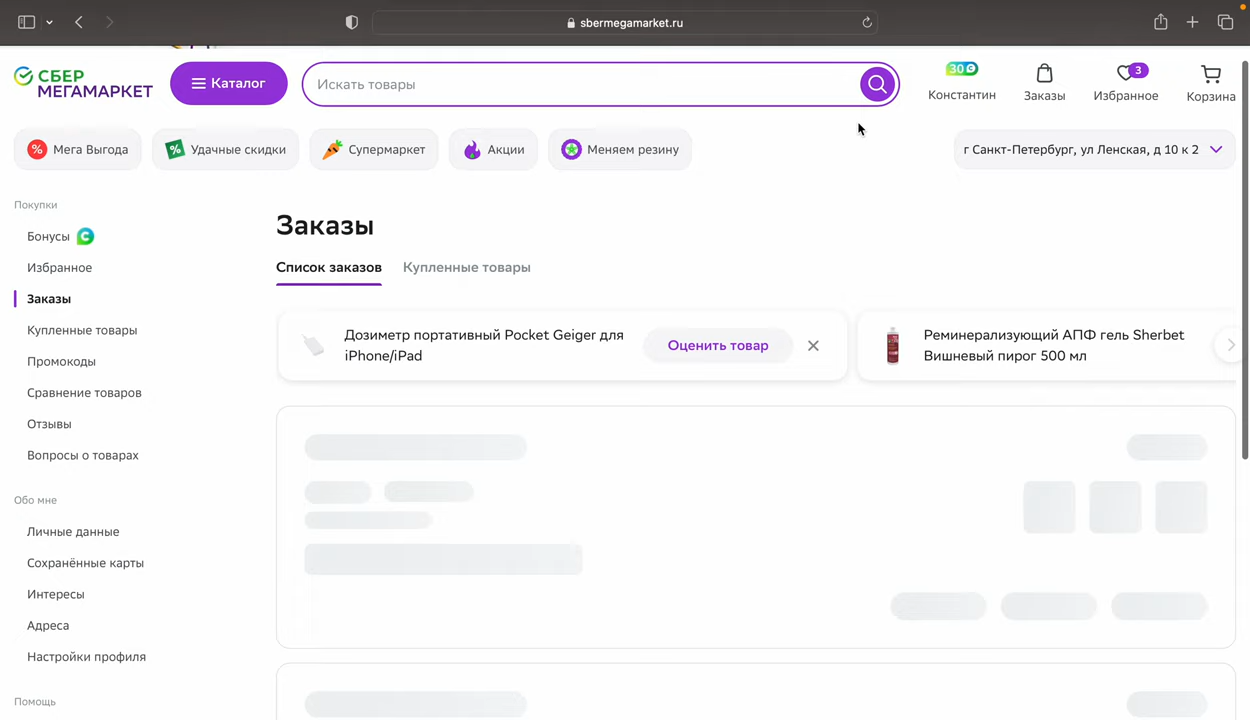 sbermegamarket.ru
СБЕР
МЕГАМАРКЕТ
Каталог
Искать товары
30
Константин
Заказы
3
Избранное
Корзина
Мега Выгода
Удачные скидки
Супермаркет
Акции
Меняем резину
г Санкт-Петербург, ул Ленская, д 10 к 2
Покупки
Бонусы
Избранное
Заказы
Купленные товары
Промокоды
Сравнение товаров
Отзывы
Вопросы о товарах
Обо мне
Личные данные
Сохранённые карты
Интересы
Адреса
Настройки профиля
Помощь
Заказы
Список заказов
Купленные товары
Дозиметр портативный Pocket Geiger для
iPhone/iPad
Оценить товар
Реминерализующий АПФ гель Sherbet
Вишневый пирог 500 мл